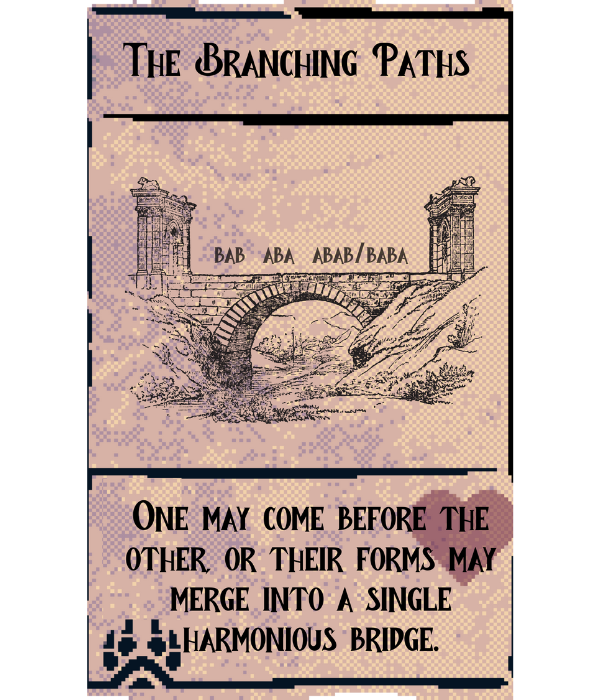 The Branching Paths
BAB ABA ABAB/BABA
One may come before the
other, or their forms may
merge into a single
harmonious bridge.